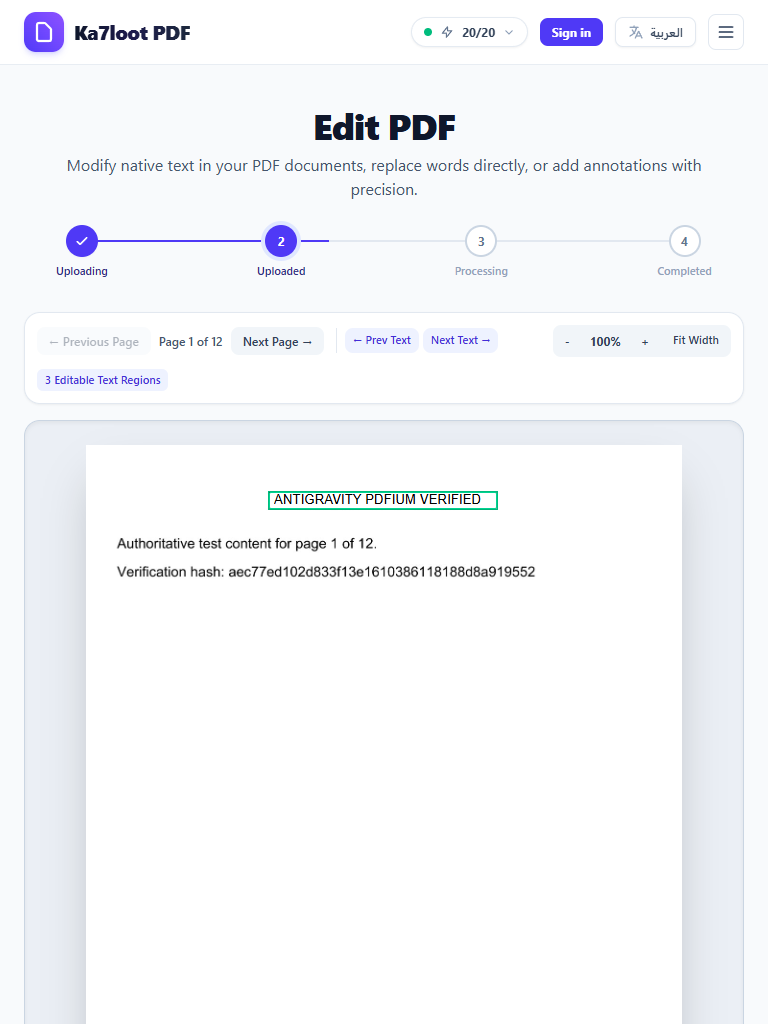 Ka7loot PDF
20/20
Sign in
العربية
Edit PDF
Modify native text in your PDF documents, replace words directly, or add annotations with
precision.
2
3
4
Uploading
Uploaded
Processing
Completed
← Previous Page
Page 1 of 12
Next Page →
← Prev Text
Next Text →
-
100%
+
Fit Width
3 Editable Text Regions
ANTIGRAVITY PDFIUM VERIFIED
Authoritative test content for page 1 of 12.
Verification hash: aec77ed102d833f13e1610386118188d8a919552